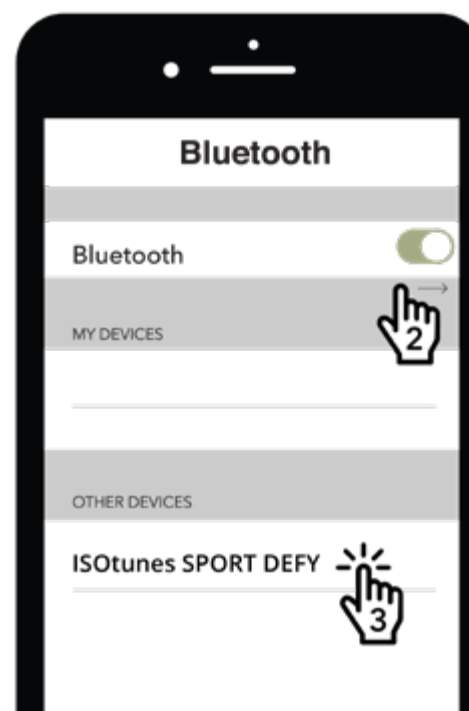 Bluetooth
Bluetooth
2
MY DEVICES
OTHER DEVICES
ISOtunes SPORT DEFY
3